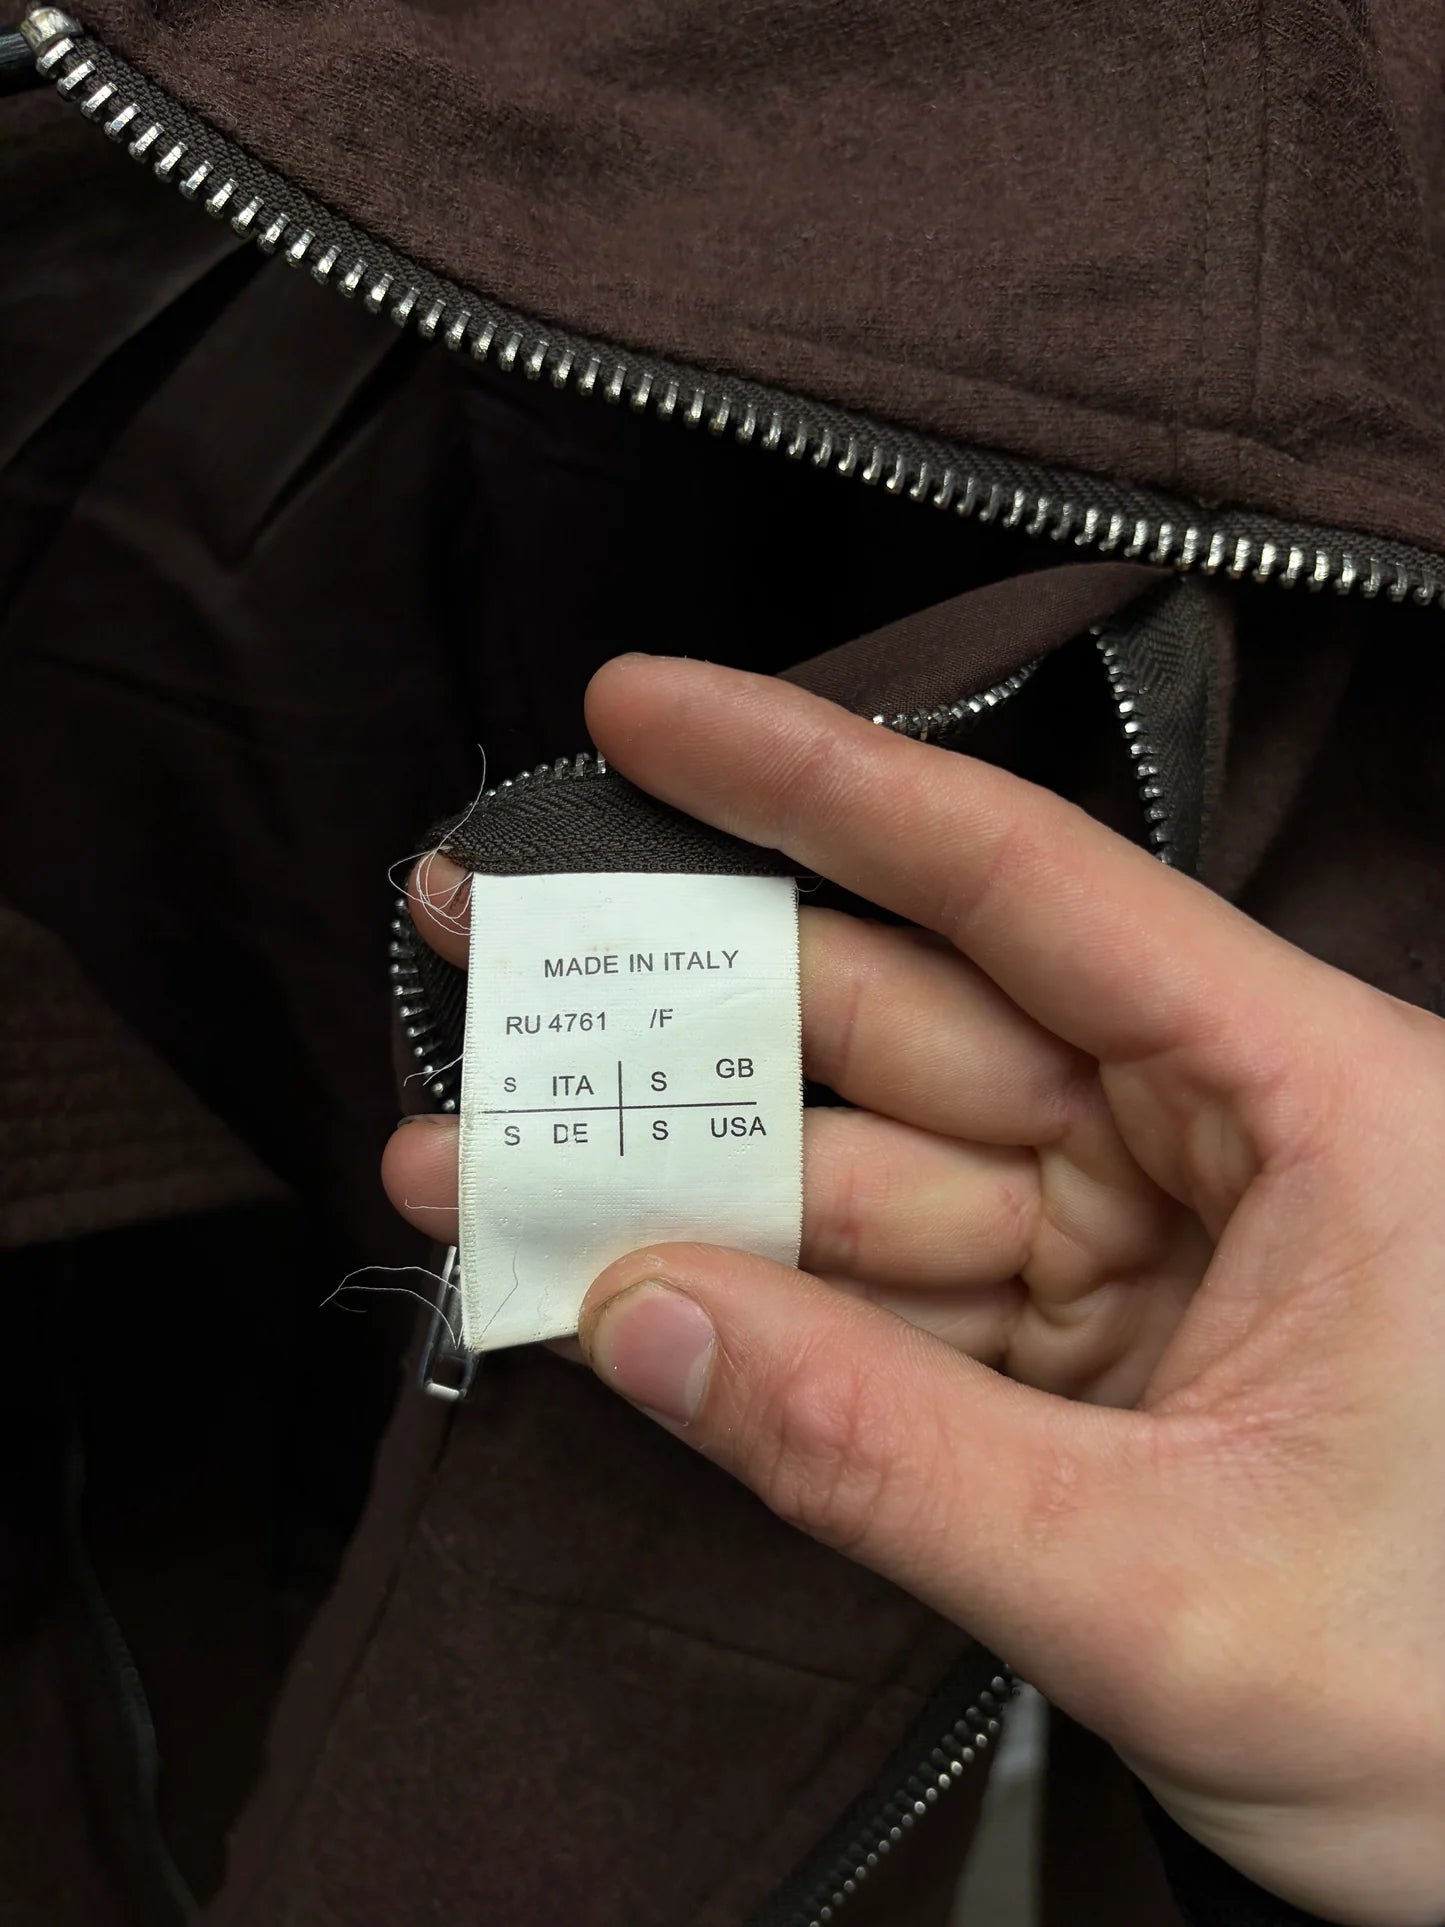 MADE IN ITALY
RU 4761 /F
S ITA S GB
S DE S USA